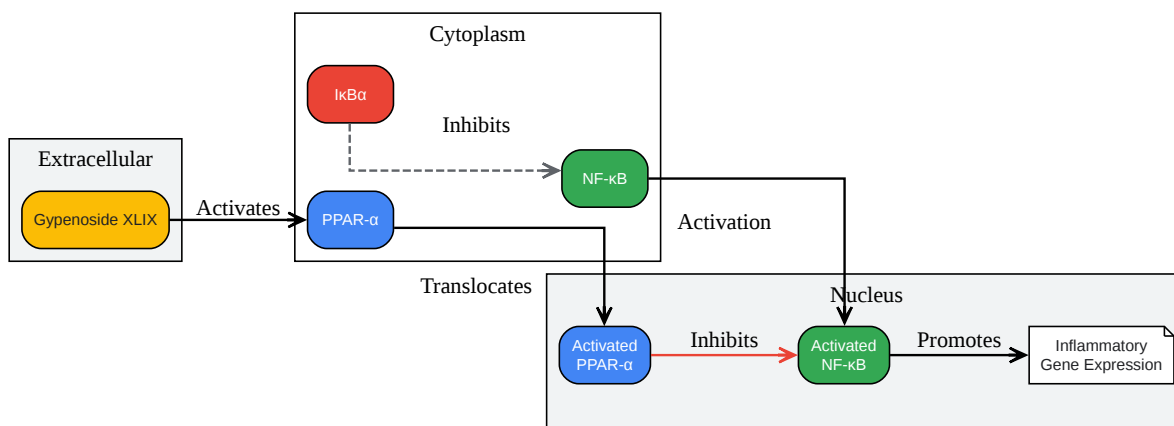 Cytoplasm
IκBα
Inhibits
Extracellular
NF-κB
Gypenoside XLIX
Activates
PPAR-α
Activation
Translocates
Nucleus
Activated
PPAR-α
Inhibits
Activated
NF-κB
Promotes
Inflammatory
Gene Expression